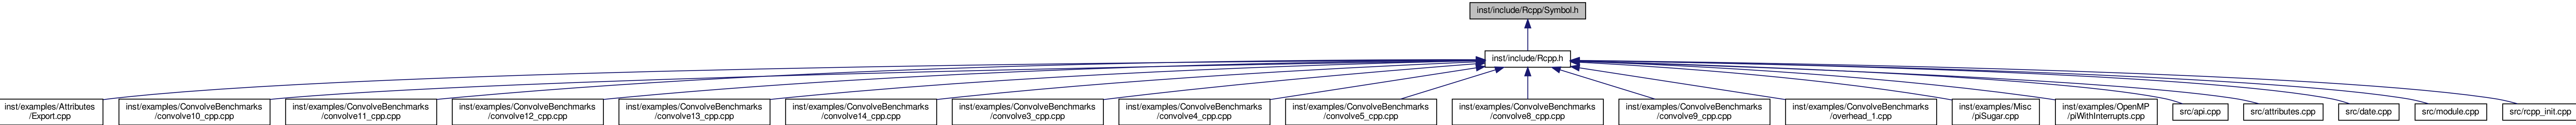 inst/include/Rcpp/Symbol.h
inst/include/Rcpp.h
inst/examples/Attributes
/Export.cpp
inst/examples/ConvolveBenchmarks
/convolve10_cpp.cpp
inst/examples/ConvolveBenchmarks
/convolve11_cpp.cpp
inst/examples/ConvolveBenchmarks
/convolve12_cpp.cpp
inst/examples/ConvolveBenchmarks
/convolve13_cpp.cpp
inst/examples/ConvolveBenchmarks
/convolve14_cpp.cpp
inst/examples/ConvolveBenchmarks
/convolve3_cpp.cpp
inst/examples/ConvolveBenchmarks
/convolve4_cpp.cpp
inst/examples/ConvolveBenchmarks
/convolve5_cpp.cpp
inst/examples/ConvolveBenchmarks
/convolve8_cpp.cpp
inst/examples/ConvolveBenchmarks
/convolve9_cpp.cpp
inst/examples/ConvolveBenchmarks
/overhead_1.cpp
inst/examples/Misc
/piSugar.cpp
inst/examples/OpenMP
/piWithInterrupts.cpp
src/api.cpp
src/attributes.cpp
src/date.cpp
src/module.cpp
src/rcpp_init.cpp